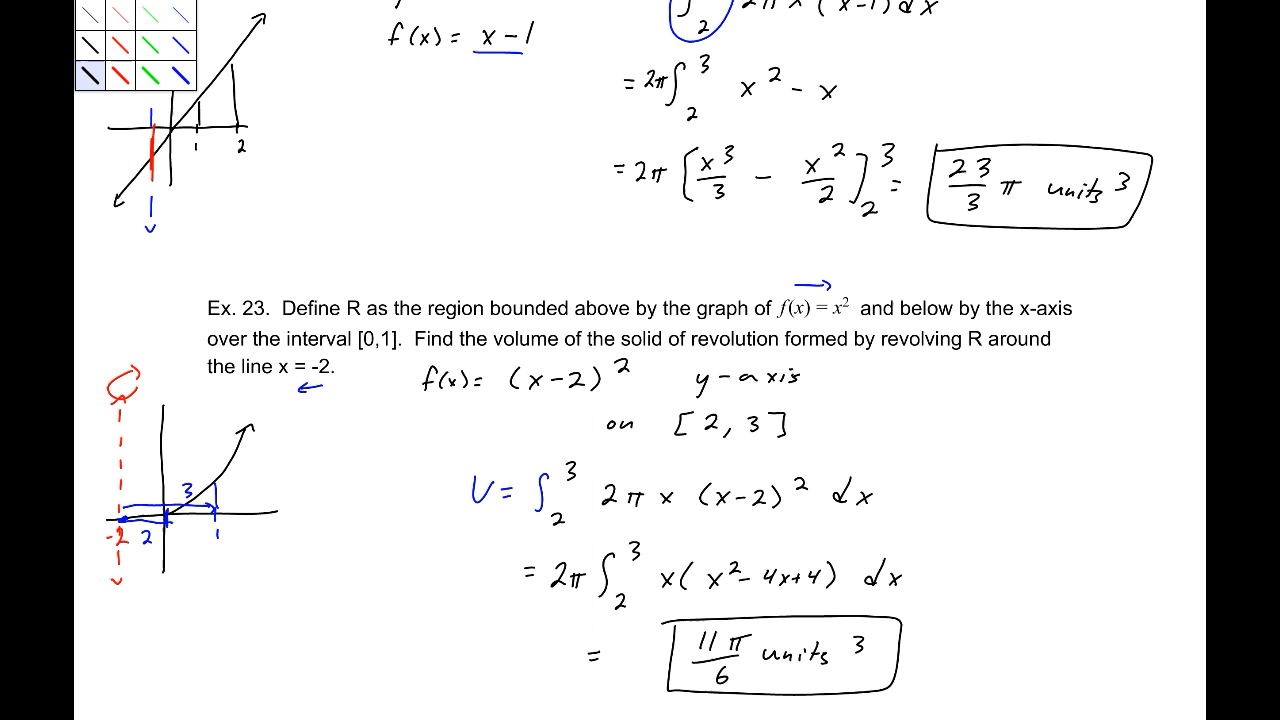 ∫₂ 2π x (x-1) dx
f(x) = x-1
= 2π ∫₂³ x² - x
1 2
= 2π [x³/3 - x²/2]₂³ = 23/3 π units³
Ex. 23. Define R as the region bounded above by the graph of f(x) = x² and below by the x-axis
over the interval [0,1]. Find the volume of the solid of revolution formed by revolving R around
the line x = -2.
f(x) = (x-2)² y-axis
on [2, 3]
3
V = ∫₂³ 2π x (x-2)² dx
-2 2 1
= 2π ∫₂³ x(x²-4x+4) dx
= 11π/6 units³